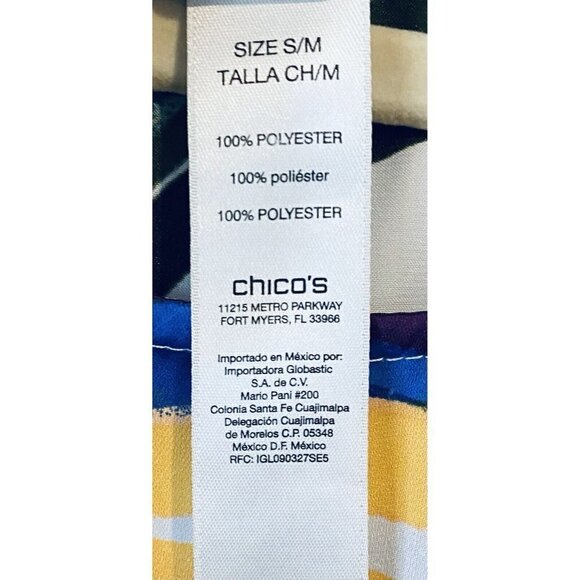 SIZE S/M
TALLA CH/M
100% POLYESTER
100% poliéster
100% POLYESTER
chico's
11215 METRO PARKWAY
FORT MYERS, FL 33966
Importado en México por:
Importadora Globastic
S.A. de C.V.
Mario Pani #200
Colonia Santa Fe Cuajimalpa
Delegación Cuajimalpa
de Morelos C.P. 05348
México D.F. México
RFC: IGL090327SE5